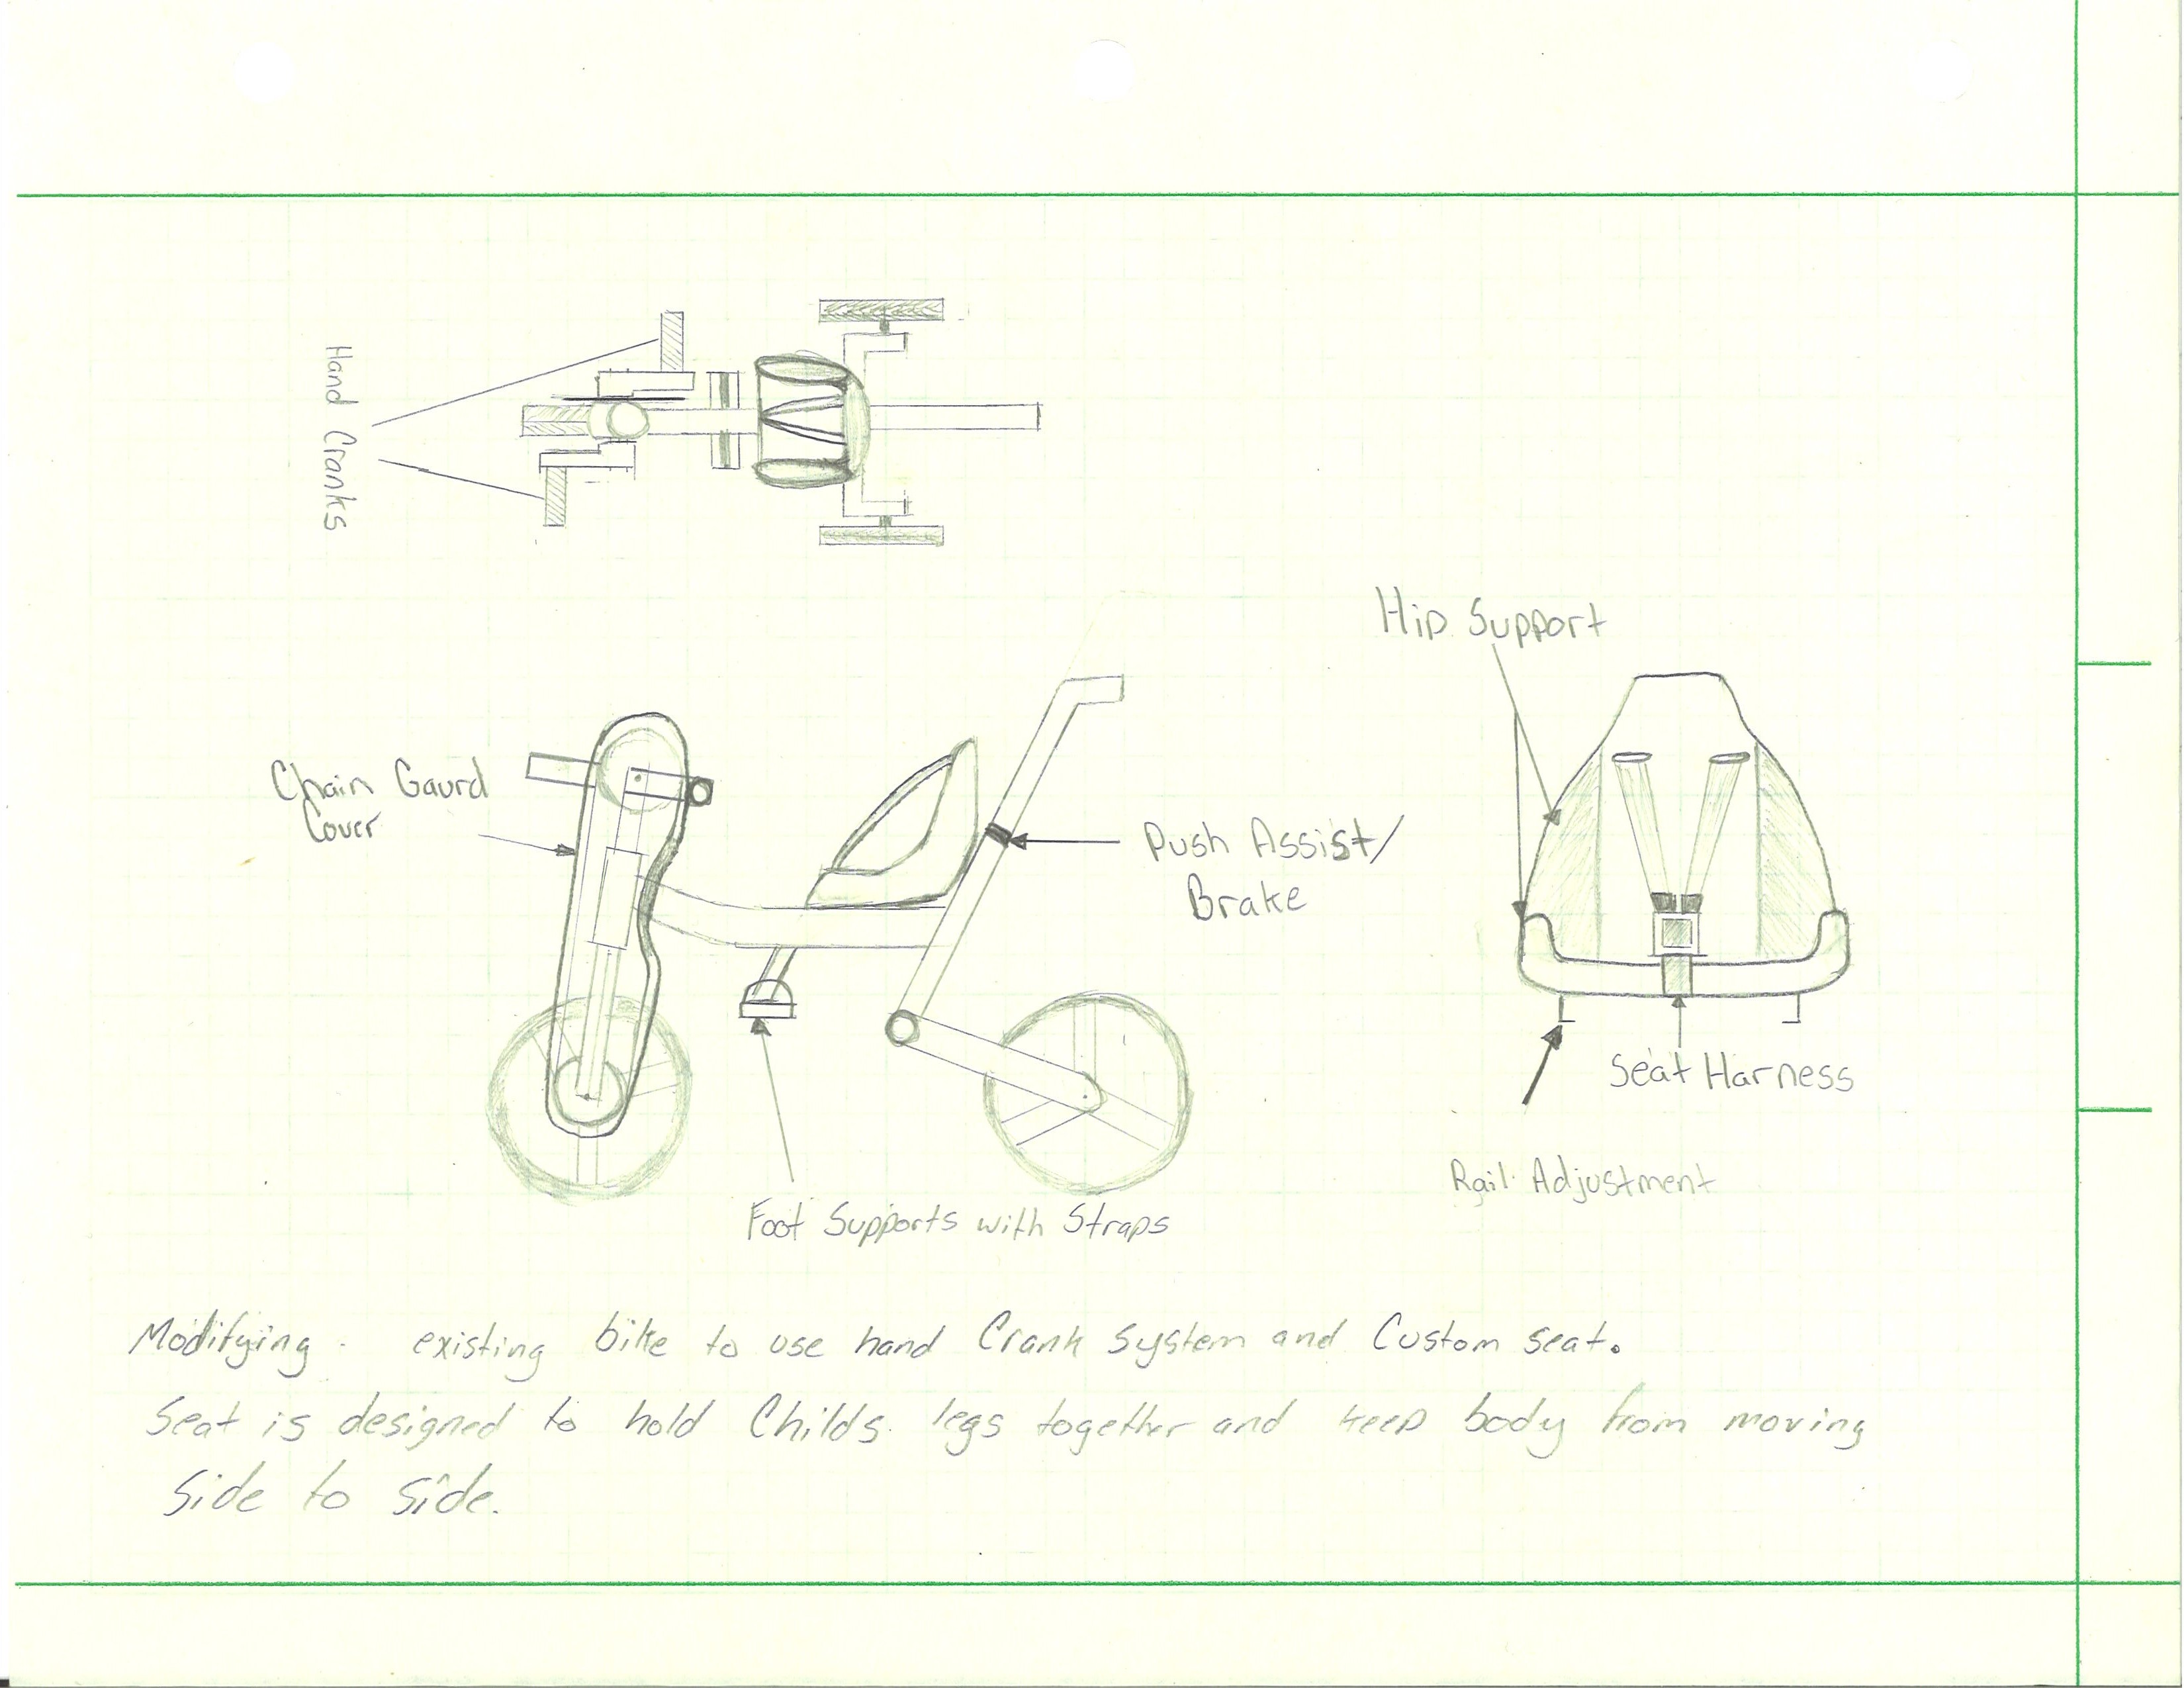 Hand Cranks
Hip Support
Chain Gaurd
Cover
Push Assist/
Brake
Seat Harness
Rail Adjustment
Foot Supports with Straps
Modifying existing bike to use hand Crank System and Custom seat.
Seat is designed to hold Childs legs together and keep body from moving
side to side.